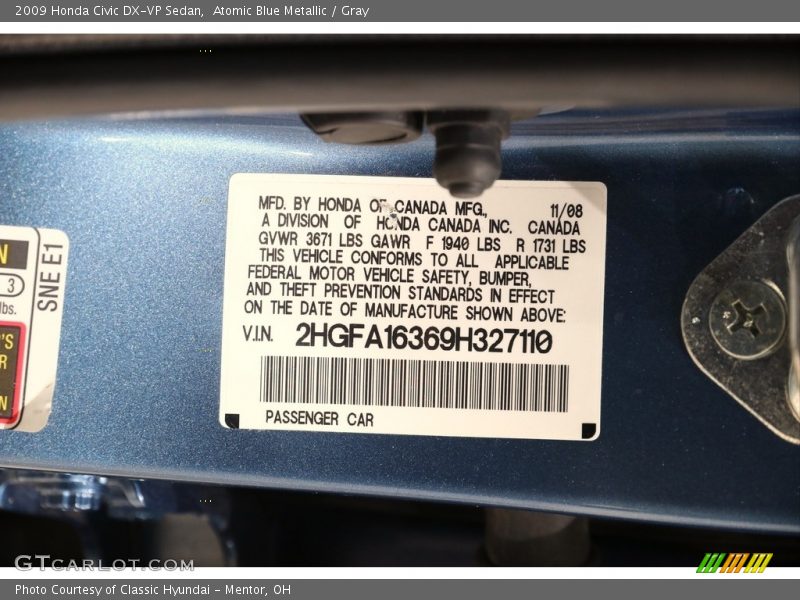 2009 Honda Civic DX-VP Sedan,  Atomic Blue Metallic / Gray
MFD. BY HONDA OF CANADA MFG., 11/08
A DIVISION OF HONDA CANADA INC. CANADA
GVWR 3671 LBS GAWR F 1940 LBS R 1731 LBS
THIS VEHICLE CONFORMS TO ALL APPLICABLE
FEDERAL MOTOR VEHICLE SAFETY, BUMPER,
AND THEFT PREVENTION STANDARDS IN EFFECT
ON THE DATE OF MANUFACTURE SHOWN ABOVE:
V.I.N. 2HGFA16369H327110
PASSENGER CAR
SNE E1
N
3
lbs.
'S
R
N
GTCARLOT.COM
Photo Courtesy of Classic Hyundai - Mentor, OH